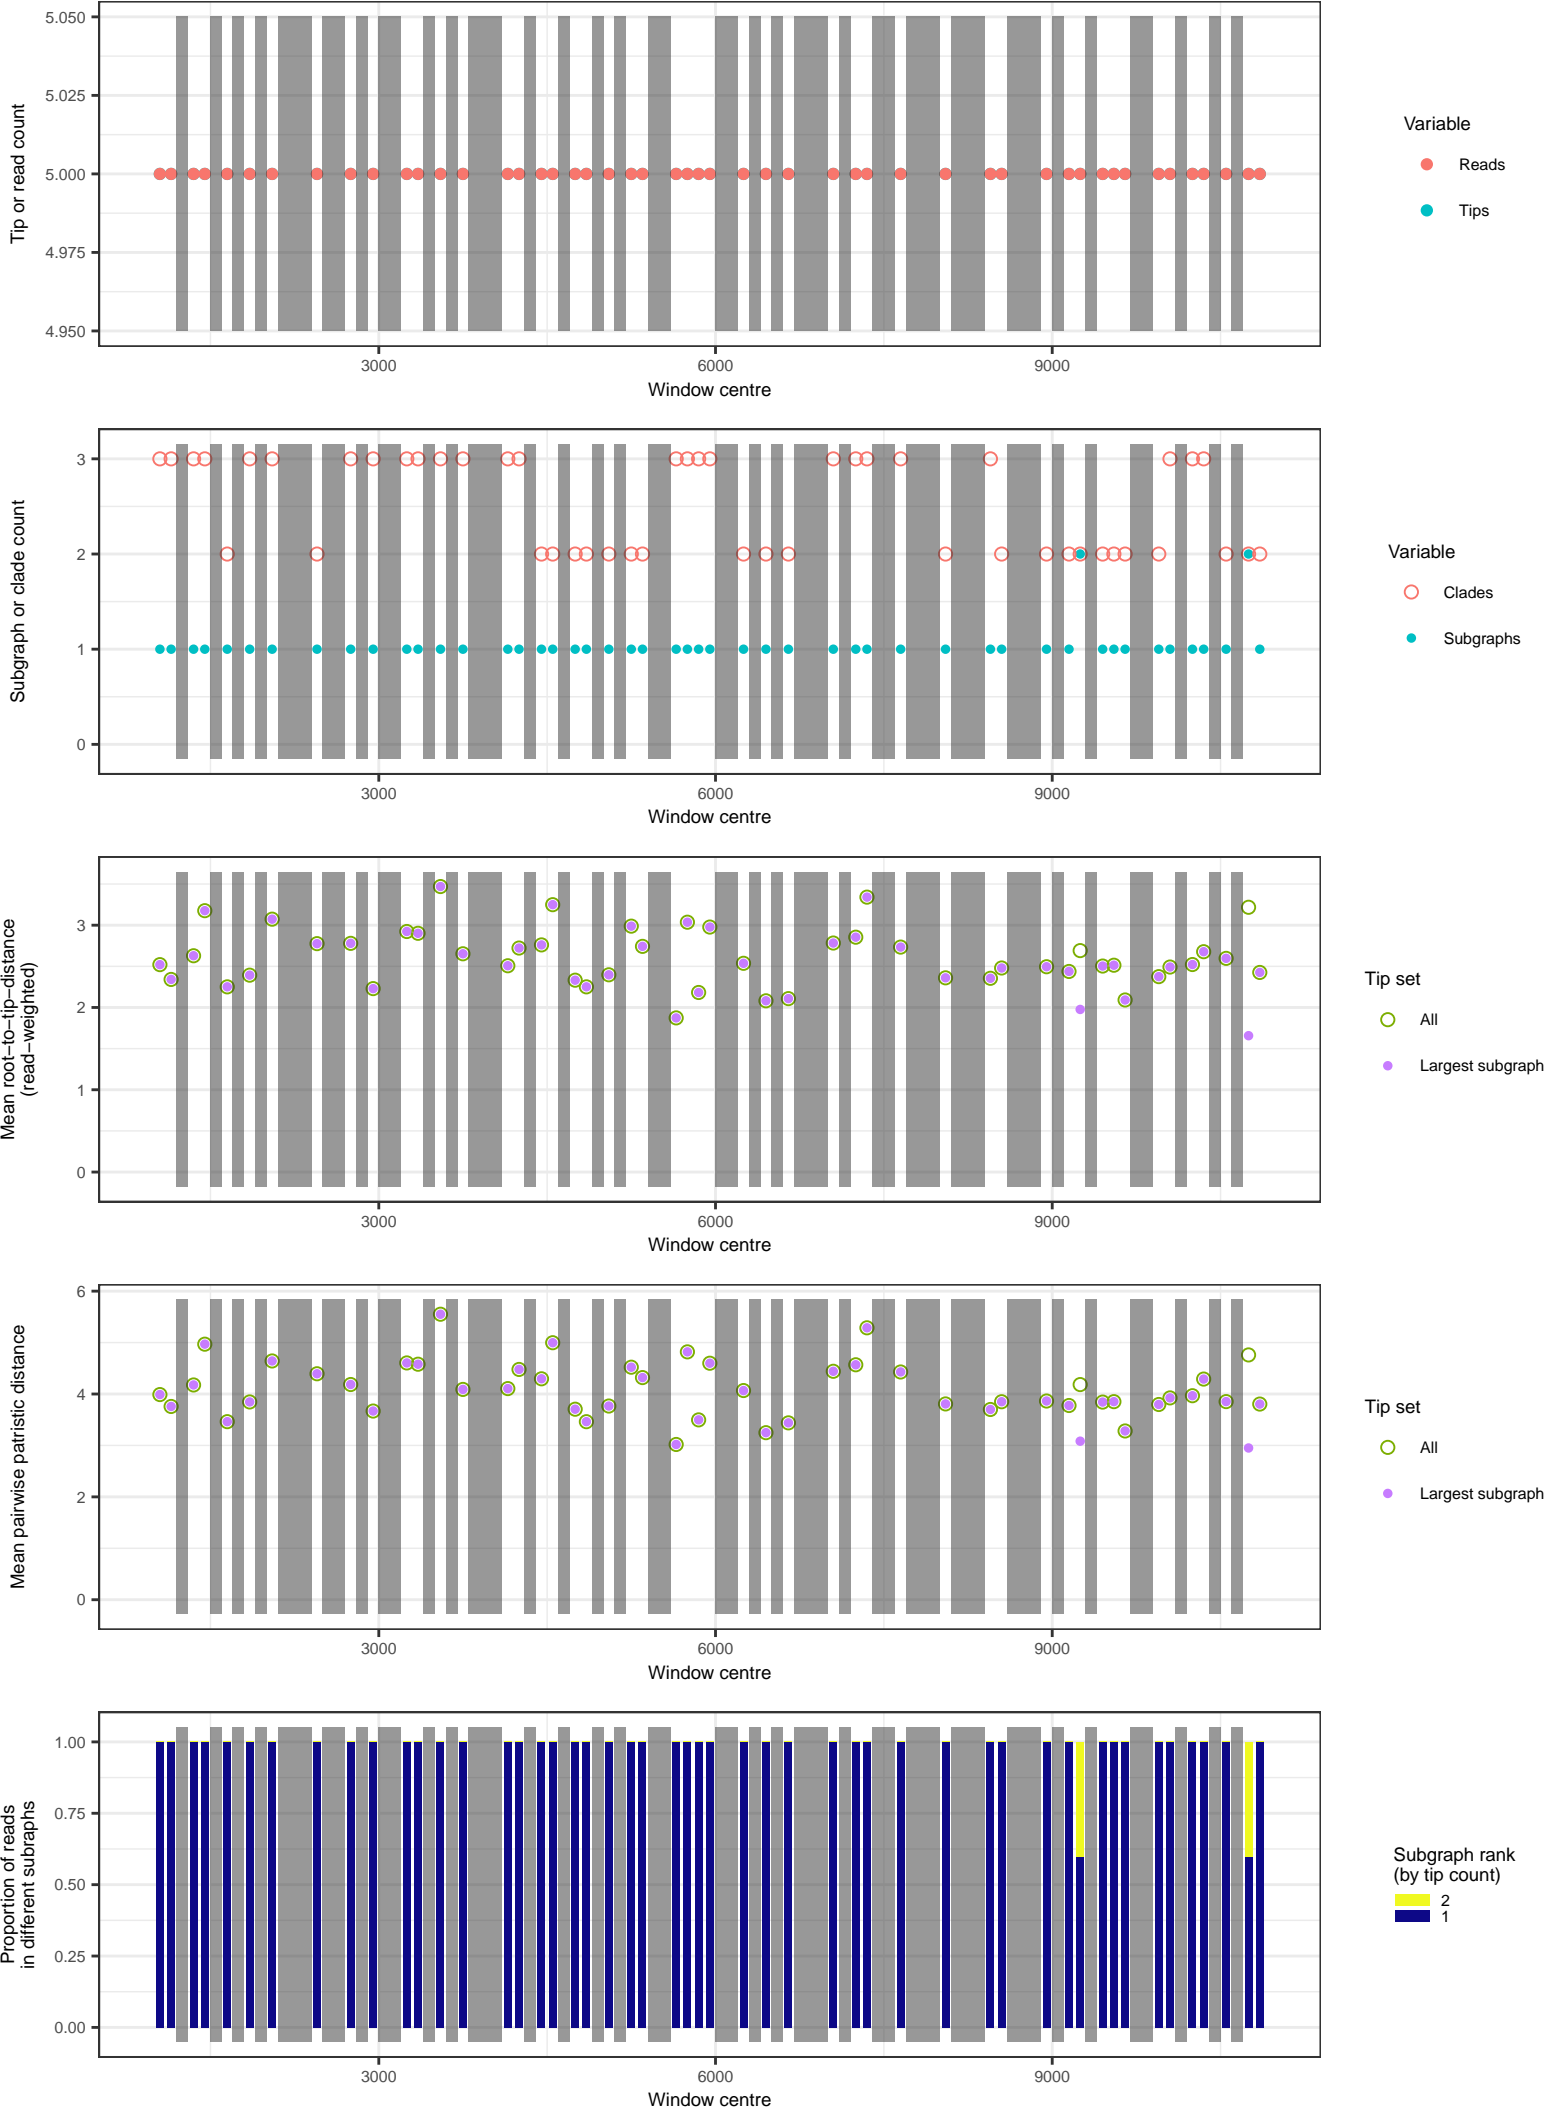 5.050
5.025
5.000
4.975
4.950
Tip or read count
3000 6000 9000
Window centre
Variable
Reads
Tips
3
2
1
0
Subgraph or clade count
3000 6000 9000
Window centre
Variable
Clades
Subgraphs
3
2
1
0
Mean root−to−tip−distance
(read−weighted)
3000 6000 9000
Window centre
Tip set
All
Largest subgraph
6
4
2
0
Mean pairwise patristic distance
3000 6000 9000
Window centre
Tip set
All
Largest subgraph
1.00
0.75
0.50
0.25
0.00
Proportion of reads
in different subraphs
3000 6000 9000
Window centre
Subgraph rank
(by tip count)
2
1